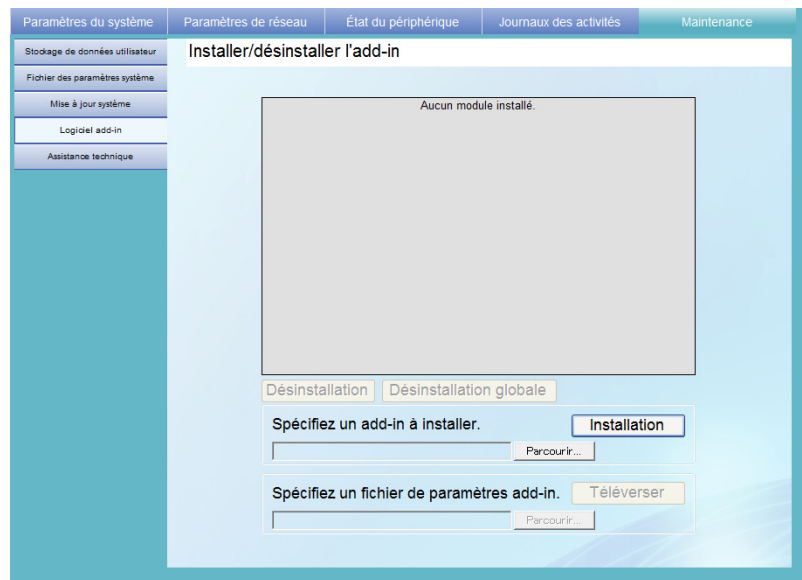 Paramètres du système Paramètres de réseau État du périphérique Journaux des activités Maintenance
Stockage de données utilisateur
Fichier des paramètres système
Mise à jour système
Logiciel add-in
Assistance technique
Installer/désinstaller l'add-in
Aucun module installé.
Désinstallation Désinstallation globale
Spécifiez un add-in à installer. Installation
Parcourir...
Spécifiez un fichier de paramètres add-in. Téléverser
Parcourir...